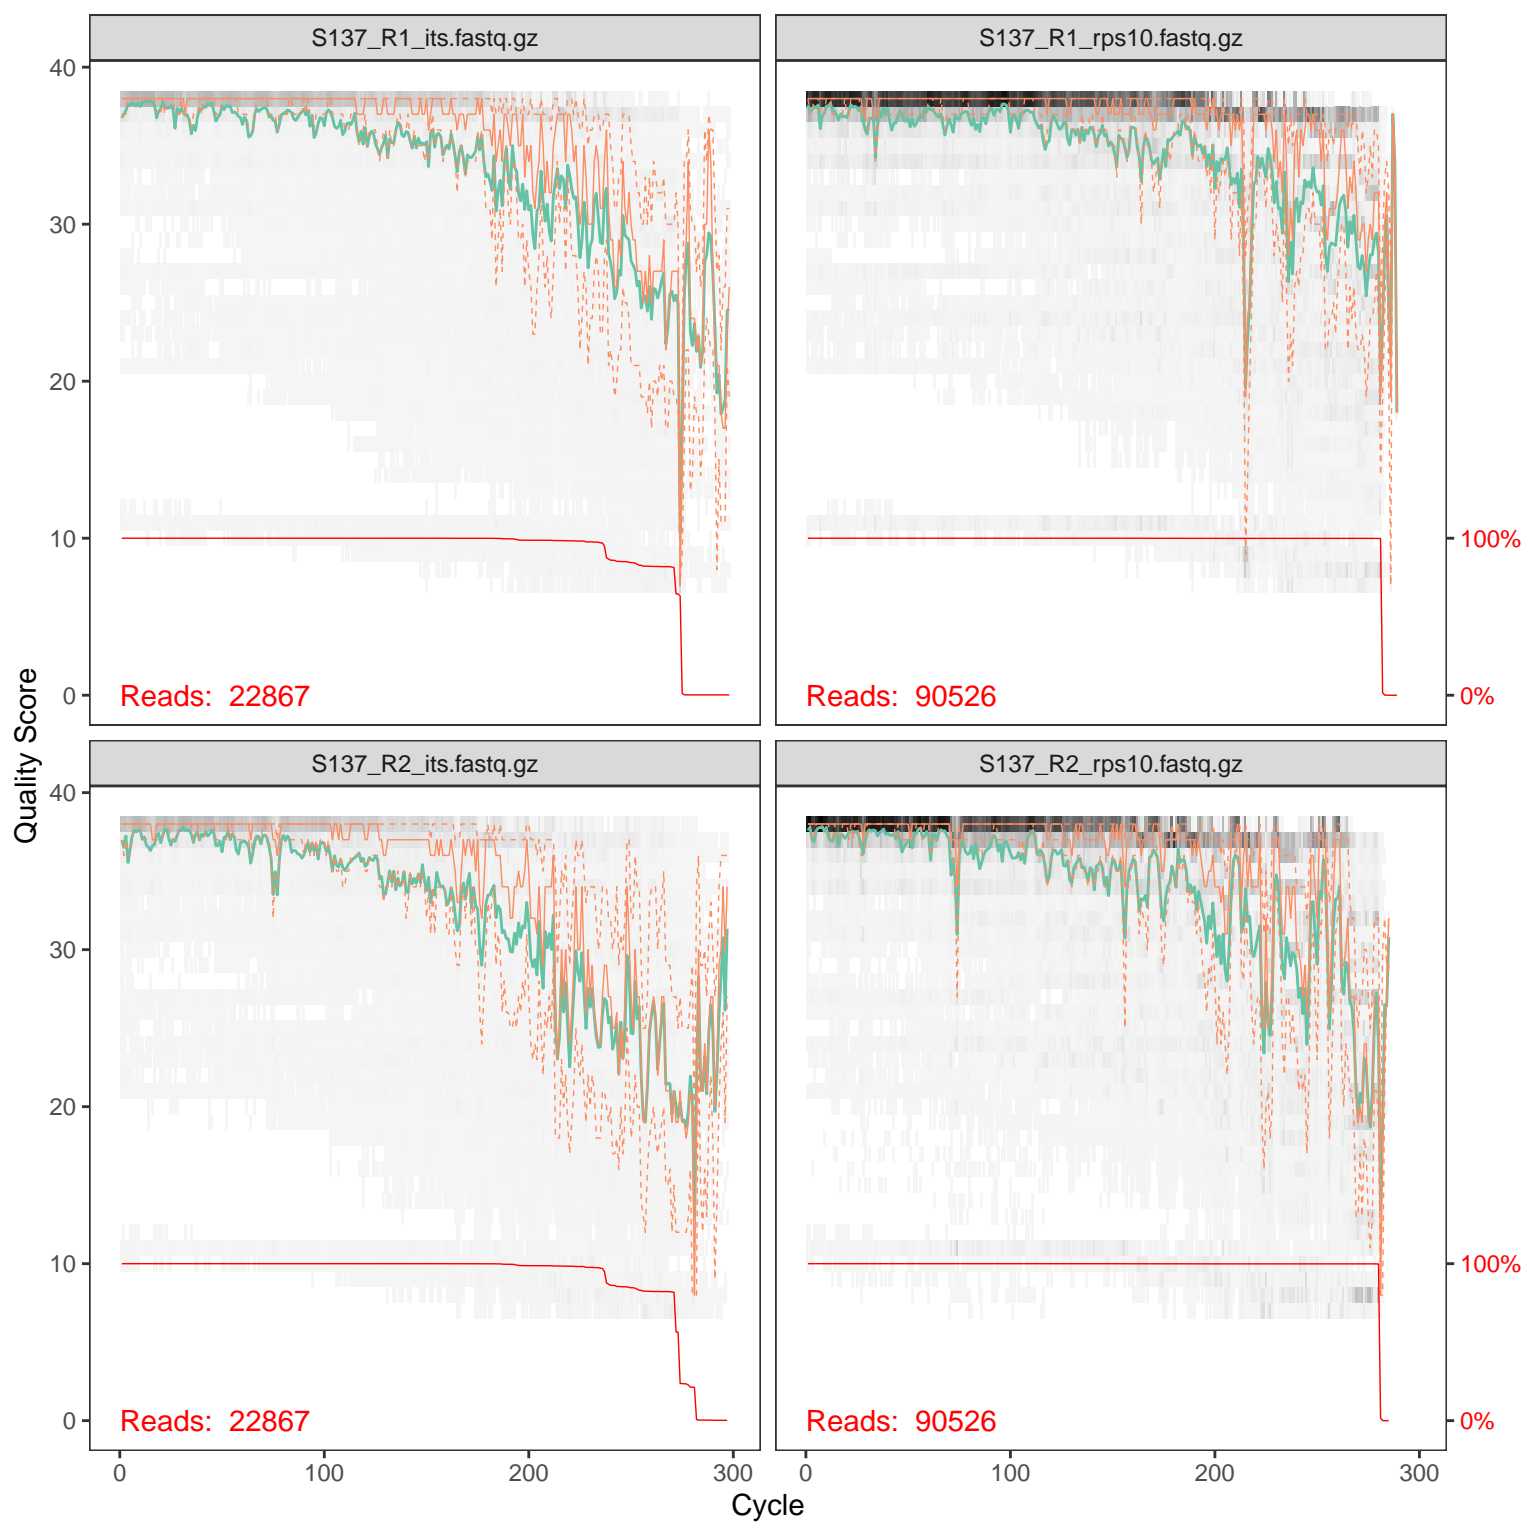 S137_R1_its.fastq.gz
S137_R1_rps10.fastq.gz
40
30
20
10
0
Reads: 22867
Reads: 90526
100%
0%
Quality Score
S137_R2_its.fastq.gz
S137_R2_rps10.fastq.gz
40
30
20
10
0
Reads: 22867
Reads: 90526
100%
0%
0 100 200 300
0 100 200 300
Cycle